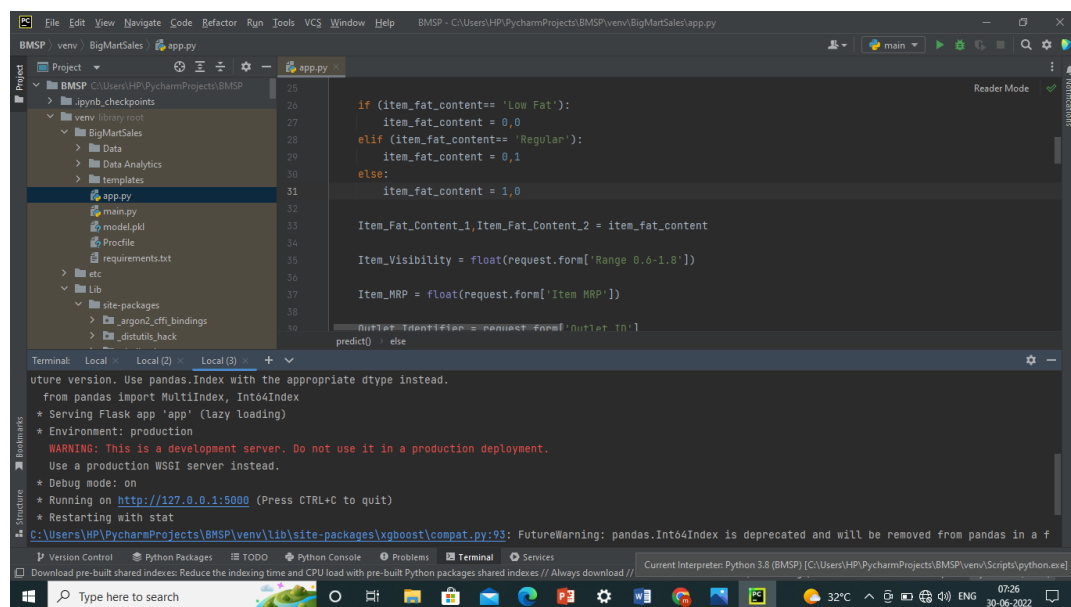 File Edit View Navigate Code Refactor Run Tools VCS Window Help BMSP - C:\Users\HP\PycharmProjects\BMSP\venv\BigMartSales\app.py
BMSP venv BigMartSales app.py main
Project app.py
Project
Notifications
Reader Mode
BMSP C:\Users\HP\PycharmProjects\BMSP
.ipynb_checkpoints
venv library root
BigMartSales
Data
Data Analytics
templates
app.py
main.py
model.pkl
Procfile
requirements.txt
etc
Lib
site-packages
_argon2_cffi_bindings
_distutils_hack
25
26 if (item_fat_content== 'Low Fat'):
27 item_fat_content = 0,0
28 elif (item_fat_content== 'Regular'):
29 item_fat_content = 0,1
30 else:
31 item_fat_content = 1,0
32
33 Item_Fat_Content_1,Item_Fat_Content_2 = item_fat_content
34
35 Item_Visibility = float(request.form['Range 0.6-1.8'])
36
37 Item_MRP = float(request.form['Item MRP'])
38
39 Outlet_Identifier = request.form['Outlet ID']
predict() else
Terminal: Local Local (2) Local (3)
uture version. Use pandas.Index with the appropriate dtype instead.
from pandas import MultiIndex, Int64Index
* Serving Flask app 'app' (lazy loading)
* Environment: production
WARNING: This is a development server. Do not use it in a production deployment.
Use a production WSGI server instead.
* Debug mode: on
* Running on http://127.0.0.1:5000 (Press CTRL+C to quit)
* Restarting with stat
C:\Users\HP\PycharmProjects\BMSP\venv\lib\site-packages\xgboost\compat.py:93: FutureWarning: pandas.Int64Index is deprecated and will be removed from pandas in a f
Bookmarks
Structure
Version Control Python Packages TODO Python Console Problems Terminal Services
Download pre-built shared indexes: Reduce the indexing time and CPU load with pre-built Python packages shared indexes // Always download //
Current Interpreter: Python 3.8 (BMSP) [C:\Users\HP\PycharmProjects\BMSP\venv\Scripts\python.exe]
Type here to search 32°C ENG 07:26
30-06-2022